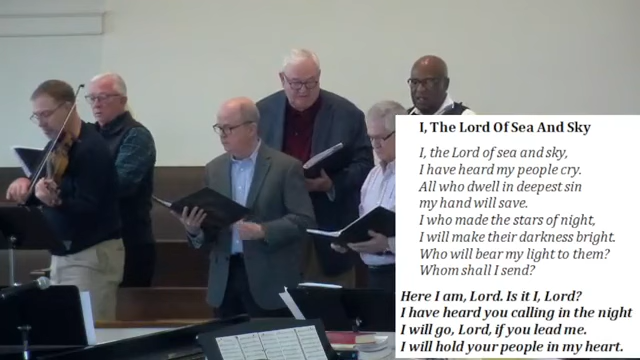 I, The Lord Of Sea And Sky
I, the Lord of sea and sky,
I have heard my people cry.
All who dwell in deepest sin
my hand will save.
I who made the stars of night,
I will make their darkness bright.
Who will bear my light to them?
Whom shall I send?
Here I am, Lord. Is it I, Lord?
I have heard you calling in the night
I will go, Lord, if you lead me.
I will hold your people in my heart.